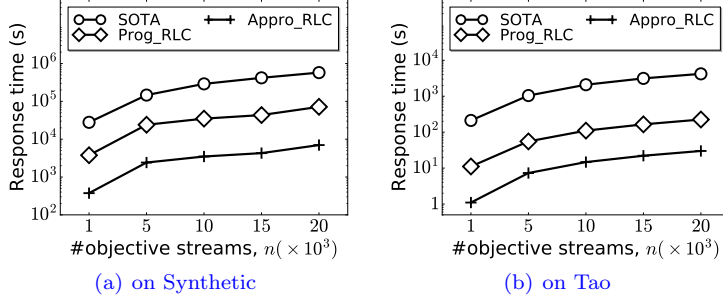 SOTA
Appro_RLC
Prog_RLC
Response time (s)
10^6
10^5
10^4
10^3
10^2
1 5 10 15 20
#objective streams, n(×10^3)
(a) on Synthetic
SOTA
Appro_RLC
Prog_RLC
Response time (s)
10^4
10^3
10^2
10^1
1
1 5 10 15 20
#objective streams, n(×10^3)
(b) on Tao